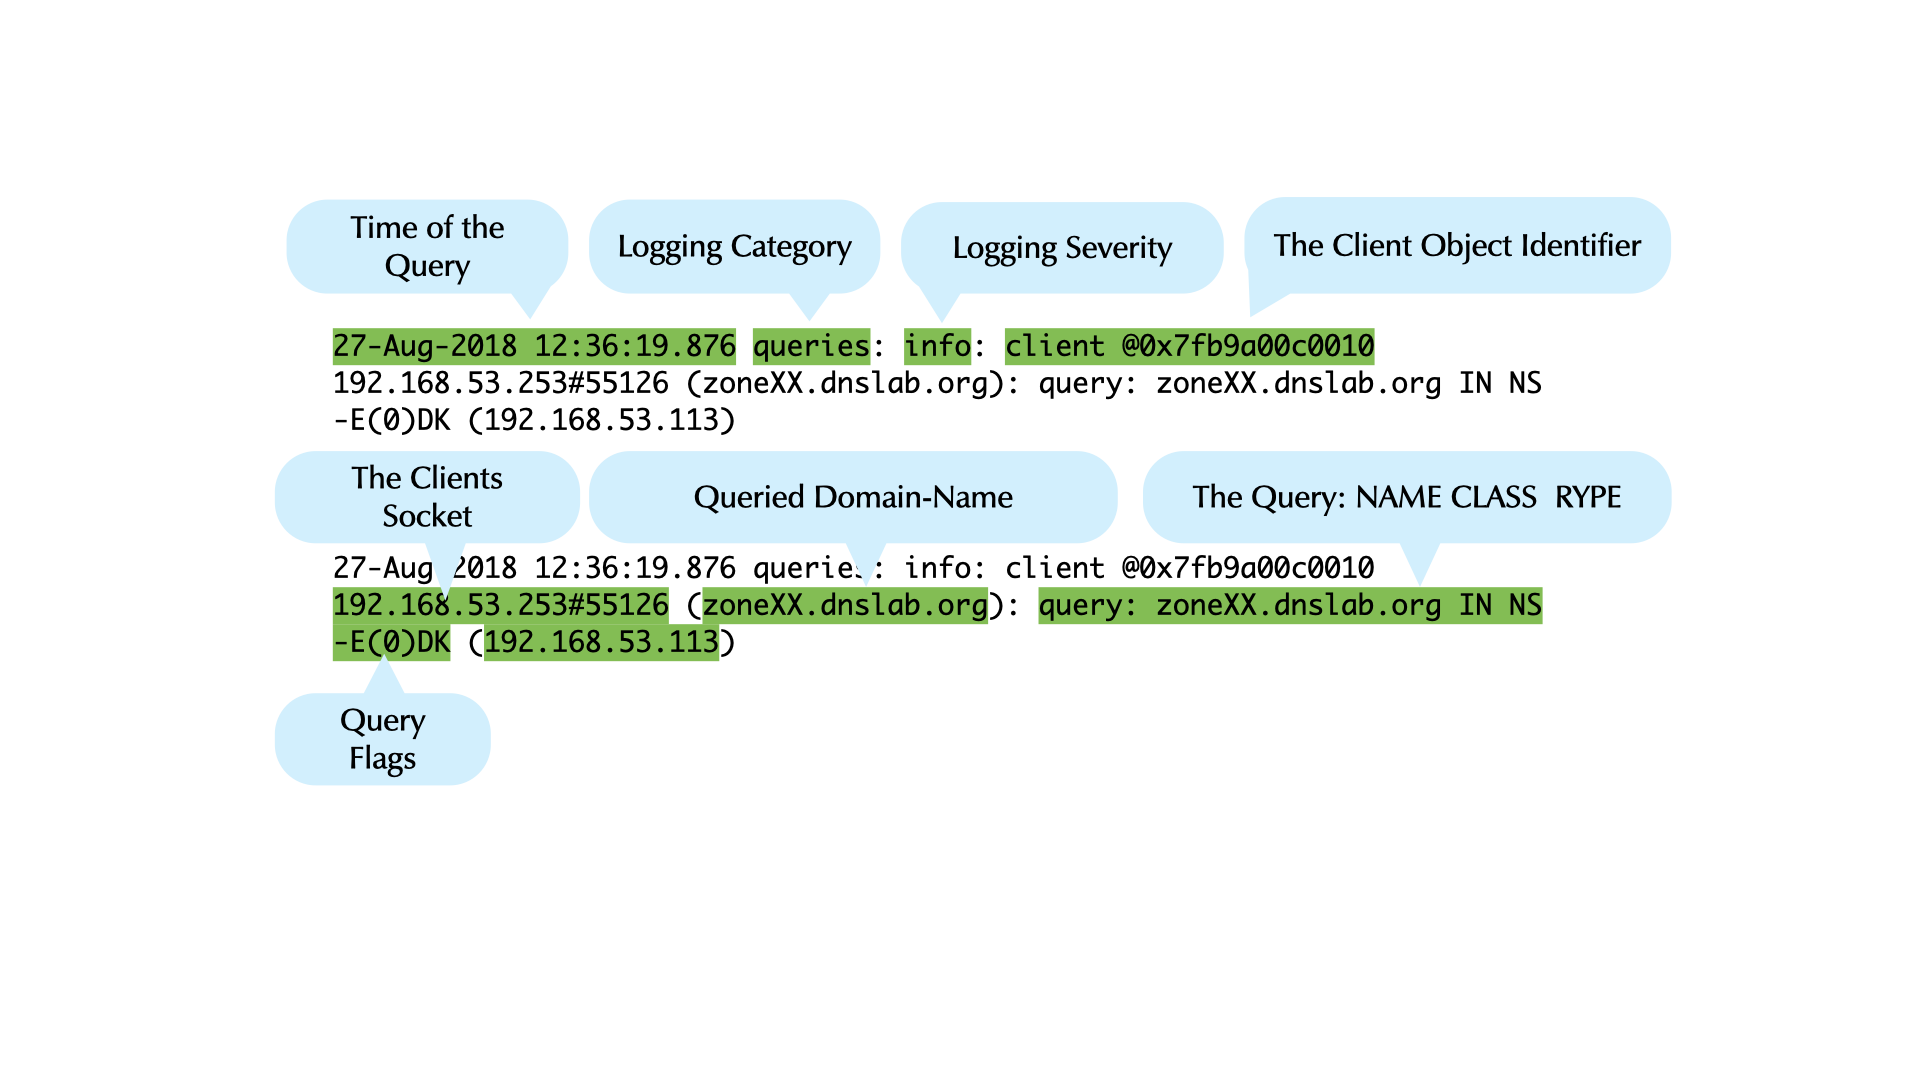 Time of the
Query
Logging Category
Logging Severity
The Client Object Identifier
27-Aug-2018 12:36:19.876 queries: info: client @0x7fb9a00c0010
192.168.53.253#55126 (zoneXX.dnslab.org): query: zoneXX.dnslab.org IN NS
-E(0)DK (192.168.53.113)
The Clients
Socket
Queried Domain-Name
The Query: NAME CLASS  RYPE
27-Aug-2018 12:36:19.876 queries: info: client @0x7fb9a00c0010
192.168.53.253#55126 (zoneXX.dnslab.org): query: zoneXX.dnslab.org IN NS
-E(0)DK (192.168.53.113)
Query
Flags